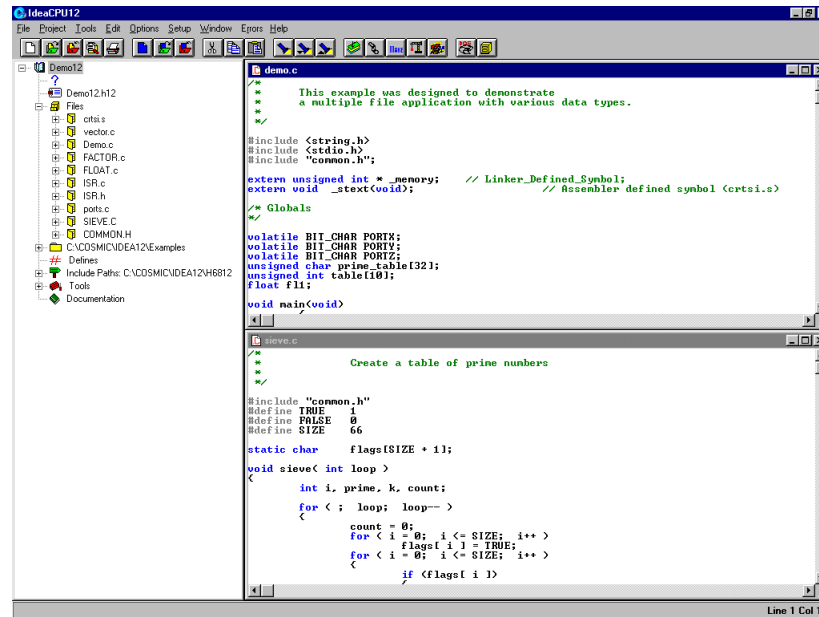 IdeaCPU12
File Project Tools Edit Options Setup Window Errors Help
Demo12
?
Demo12.h12
Files
crtsi.s
vector.c
Demo.c
FACTOR.c
FLOAT.c
ISR.c
ISR.h
ports.c
SIEVE.C
COMMON.H
C:\COSMIC\IDEA12\Examples
# Defines
Include Paths: C:\COSMIC\IDEA12\H6812
Tools
Documentation
demo.c
/*
* This example was designed to demonstrate
* a multiple file application with various data types.
*
*/
#include <string.h>
#include <stdio.h>
#include "common.h";
extern unsigned int * _memory; // Linker_Defined_Symbol;
extern void _stext(void); // Assembler defined symbol (crtsi.s)
/* Globals
*/
volatile BIT_CHAR PORTX;
volatile BIT_CHAR PORTY;
volatile BIT_CHAR PORTZ;
unsigned char prime_table[32];
unsigned int table[10];
float fl1;
void main(void)
sieve.c
/*
* Create a table of prime numbers
*
*/
#include "common.h"
#define TRUE 1
#define FALSE 0
#define SIZE 66
static char flags[SIZE + 1];
void sieve( int loop )
{
int i, prime, k, count;
for ( ; loop; loop-- )
{
count = 0;
for ( i = 0; i <= SIZE; i++ )
flags[ i ] = TRUE;
for ( i = 0; i <= SIZE; i++ )
{
if (flags[ i ])
Line 1 Col 1